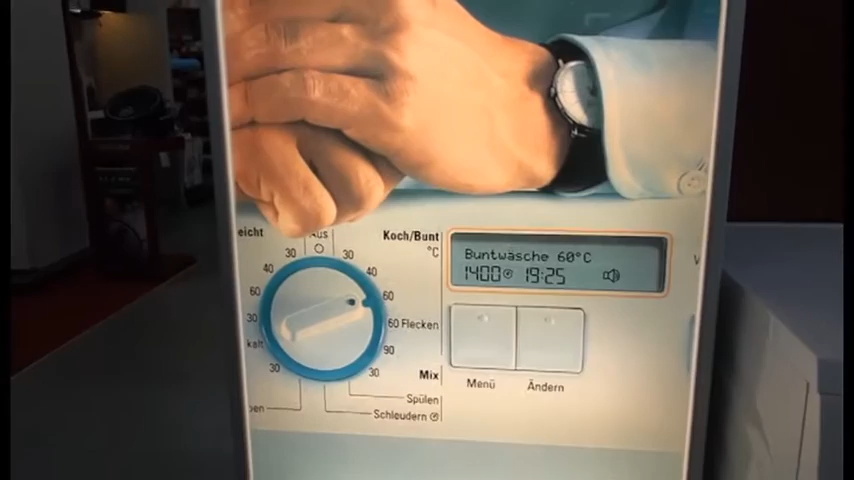 eicht
Aus
Koch/Bunt
°C
30
30
40
40
60
60
30
60 Flecken
kalt
90
30
30
Mix
Spülen
Schleudern
Buntwäsche 60°C
1400 19:25
Menü
Ändern